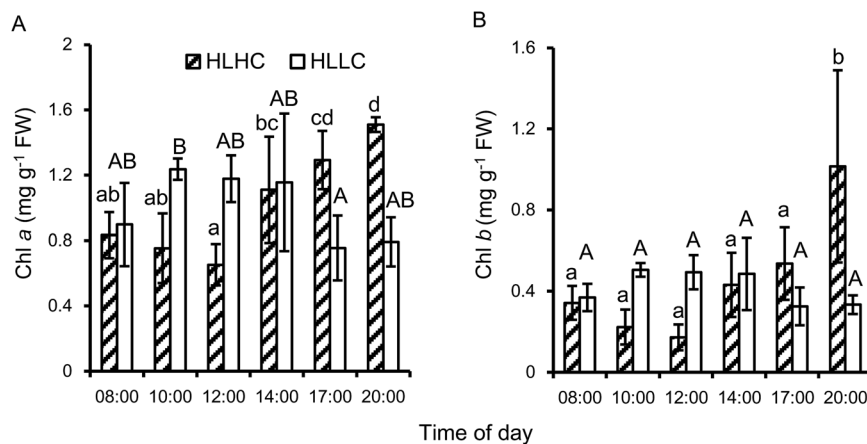 A
Chl a (mg g-1 FW)
2
1.6
1.2
0.8
0.4
0
HLHC HLLC
ab AB ab B a AB bc AB cd A d AB
08:00 10:00 12:00 14:00 17:00 20:00
B
Chl b (mg g-1 FW)
1.6
1.2
0.8
0.4
0
a A a A a A a A a A b A
08:00 10:00 12:00 14:00 17:00 20:00
Time of day